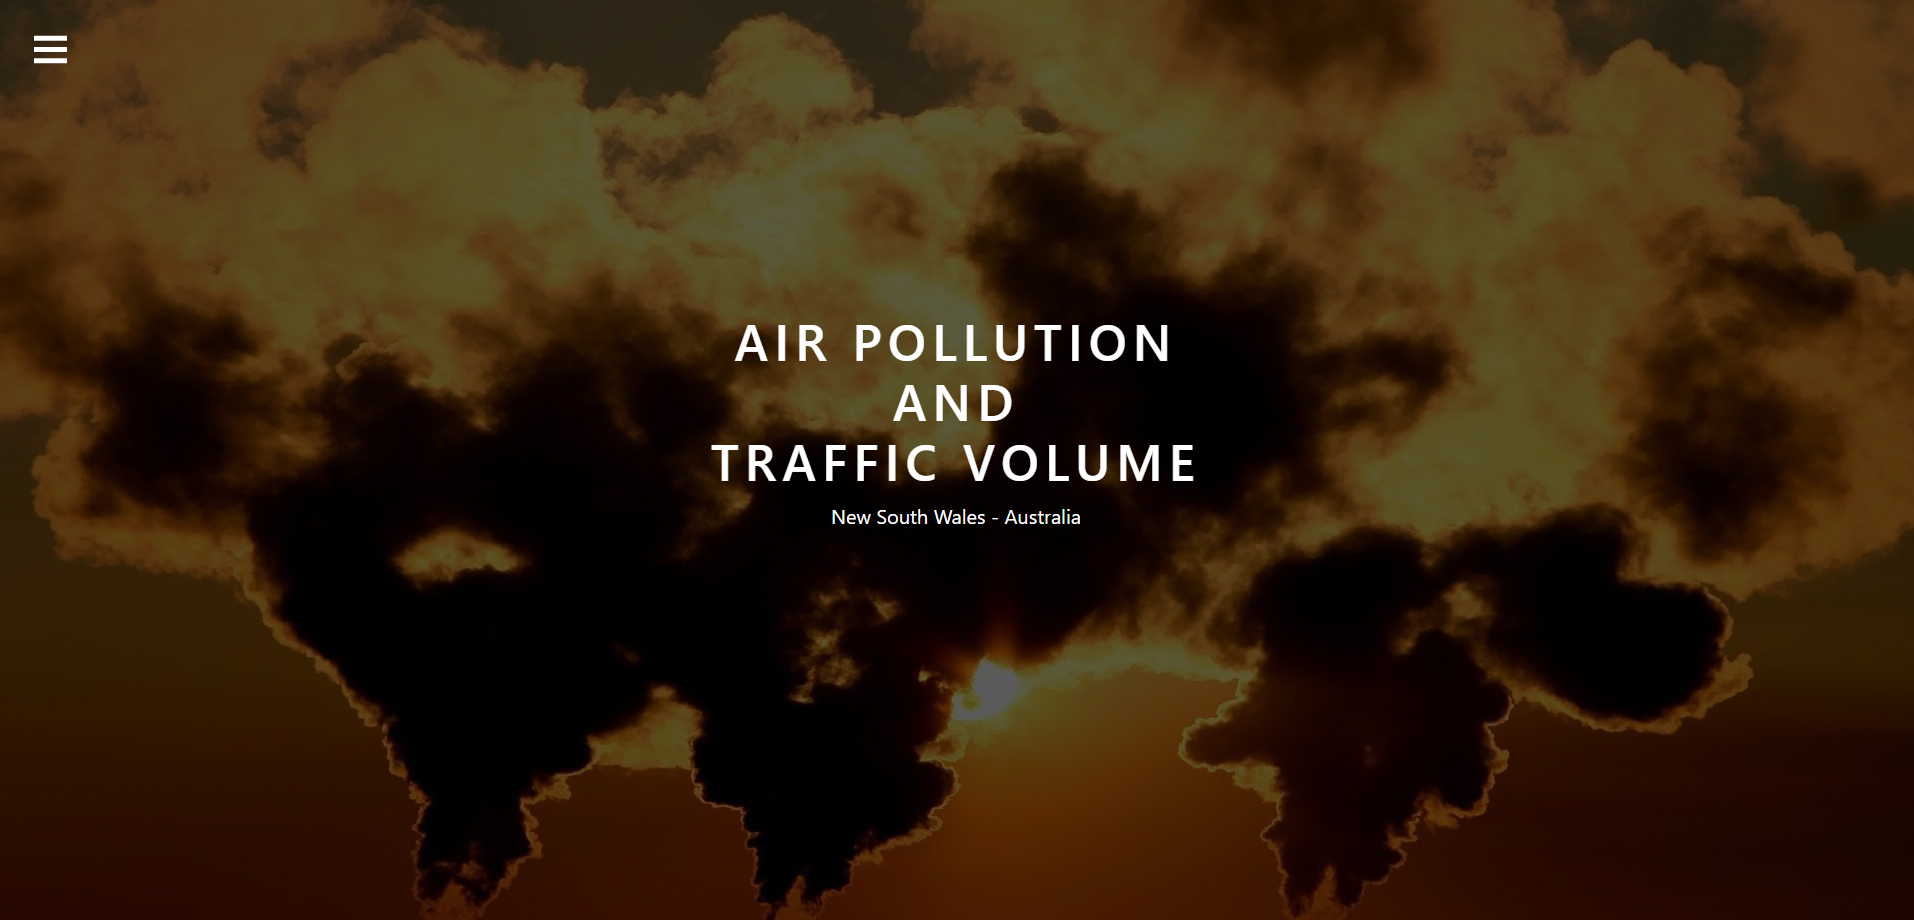 AIR POLLUTION
AND
TRAFFIC VOLUME
New South Wales - Australia